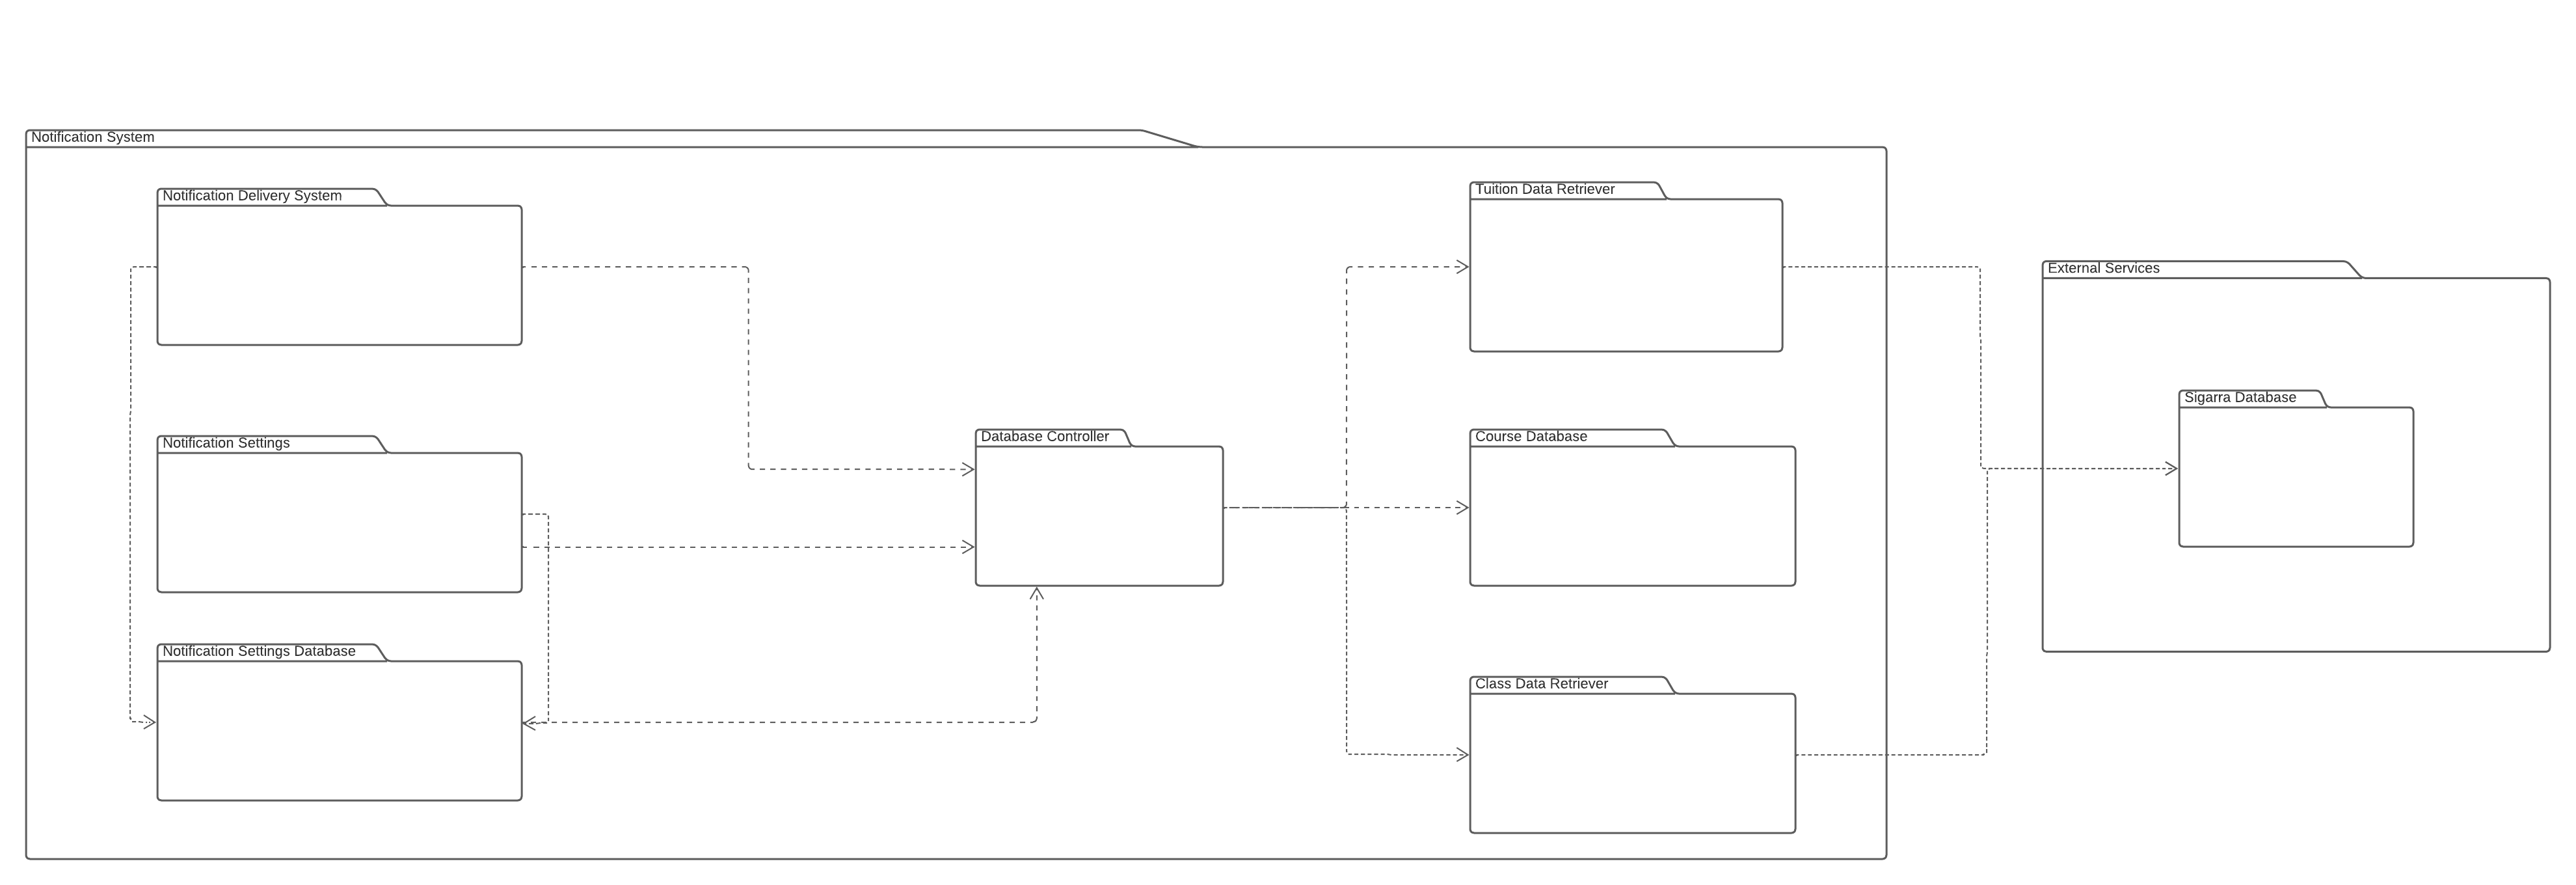 Notification System
Notification Delivery System
Tuition Data Retriever
External Services
Sigarra Database
Notification Settings
Database Controller
Course Database
Notification Settings Database
Class Data Retriever